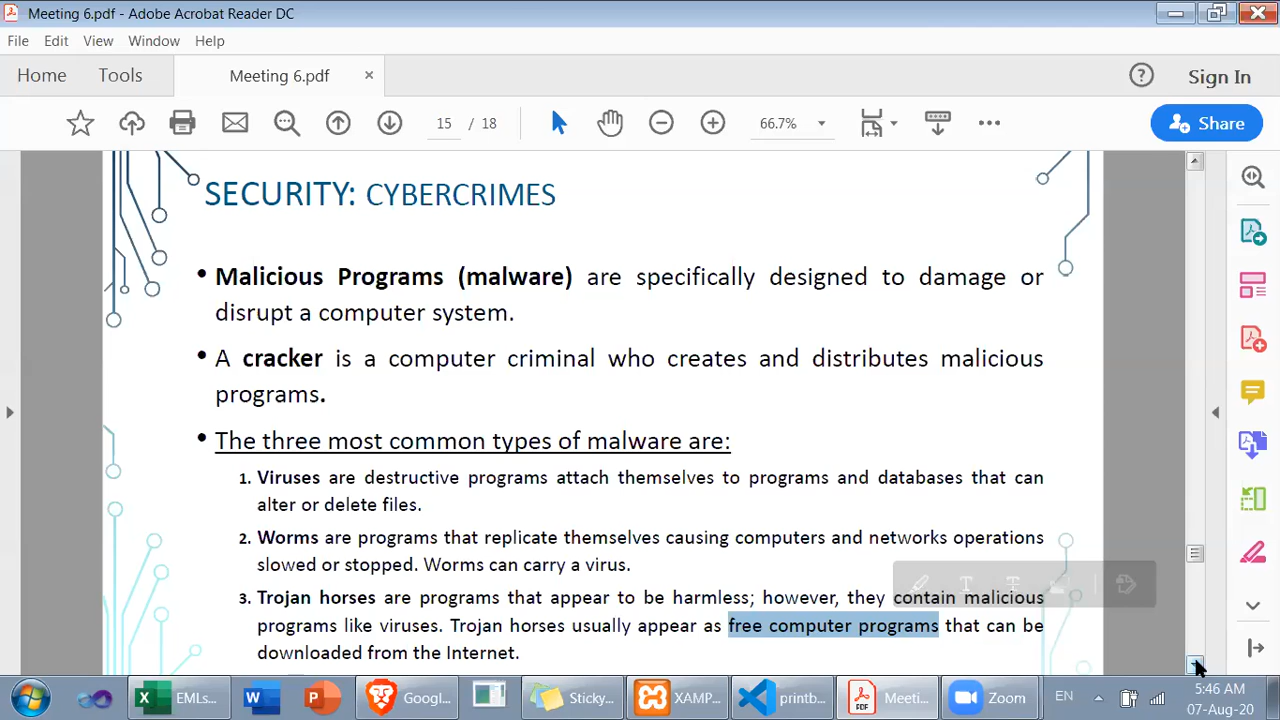 Meeting 6.pdf - Adobe Acrobat Reader DC
File Edit View Window Help
Home Tools Meeting 6.pdf × Sign In
15 / 18 66.7% Share
SECURITY: CYBERCRIMES
• Malicious Programs (malware) are specifically designed to damage or
disrupt a computer system.
• A cracker is a computer criminal who creates and distributes malicious
programs.
• The three most common types of malware are:
1. Viruses are destructive programs attach themselves to programs and databases that can
alter or delete files.
2. Worms are programs that replicate themselves causing computers and networks operations
slowed or stopped. Worms can carry a virus.
3. Trojan horses are programs that appear to be harmless; however, they contain malicious
programs like viruses. Trojan horses usually appear as free computer programs that can be
downloaded from the Internet.
EMLs... Googl... Sticky... XAMP... printb... Meeti... Zoom EN 5:46 AM
07-Aug-20